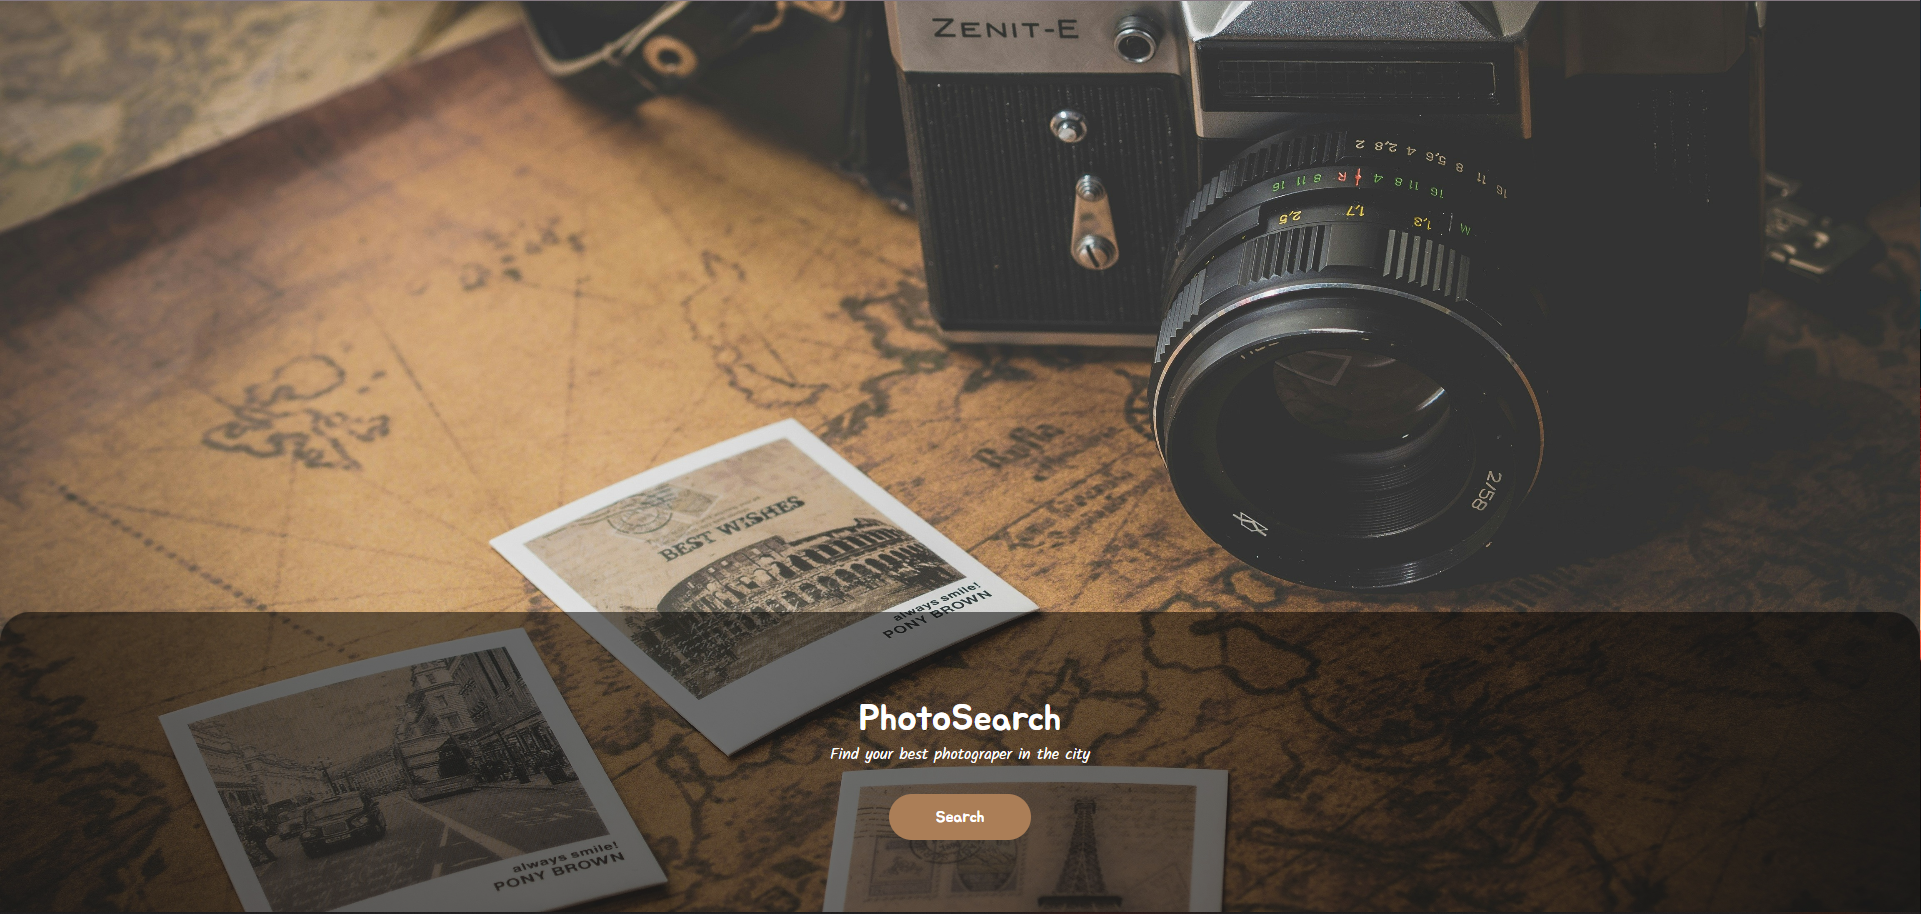 ZENIT-E
2 2,8 4 5,6 8 11 16
16 11 8 R 4 8 11 16
2,5 1,7 1,3 M
2/58
Ruffia
BEST WISHES
always smile!
PONY BROWN
PhotoSearch
Find your best photograper in the city
Search
always smile!
PONY BROWN